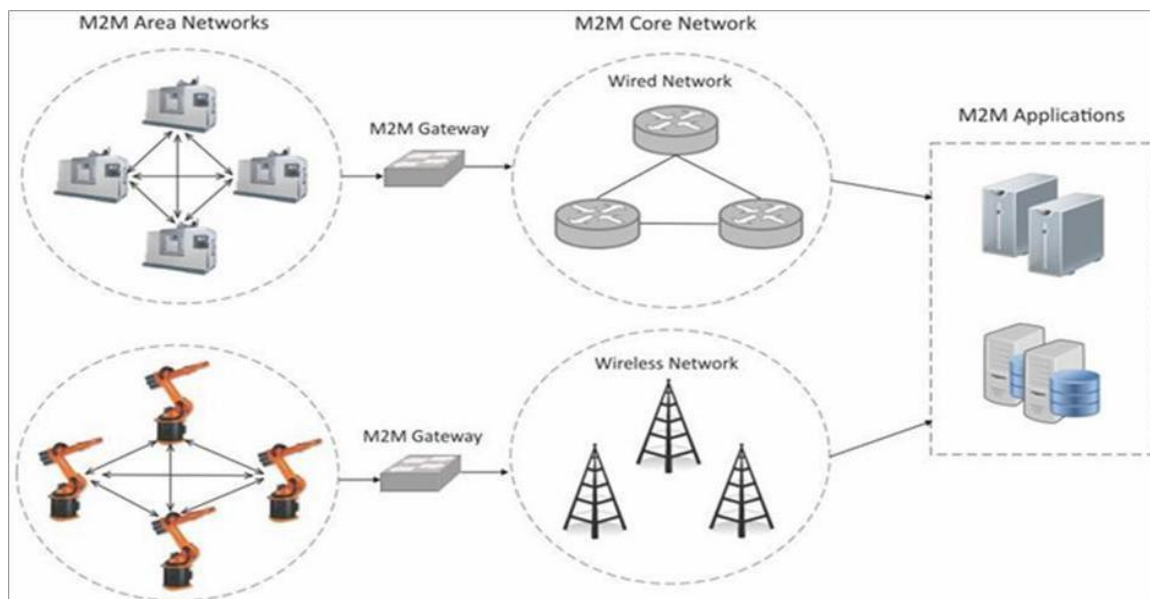 M2M Area Networks
M2M Core Network
Wired Network
M2M Gateway
M2M Applications
Wireless Network
M2M Gateway